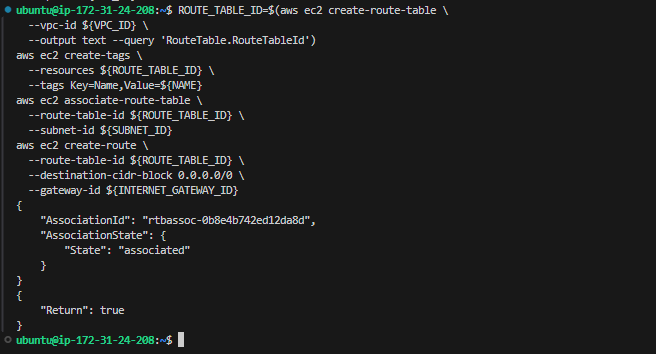 ubuntu@ip-172-31-24-208:~$ ROUTE_TABLE_ID=$(aws ec2 create-route-table \
  --vpc-id ${VPC_ID} \
  --output text --query 'RouteTable.RouteTableId')
aws ec2 create-tags \
  --resources ${ROUTE_TABLE_ID} \
  --tags Key=Name,Value=${NAME}
aws ec2 associate-route-table \
  --route-table-id ${ROUTE_TABLE_ID} \
  --subnet-id ${SUBNET_ID}
aws ec2 create-route \
  --route-table-id ${ROUTE_TABLE_ID} \
  --destination-cidr-block 0.0.0.0/0 \
  --gateway-id ${INTERNET_GATEWAY_ID}
{
    "AssociationId": "rtbassoc-0b8e4b742ed12da8d",
    "AssociationState": {
        "State": "associated"
    }
}
{
    "Return": true
}
ubuntu@ip-172-31-24-208:~$